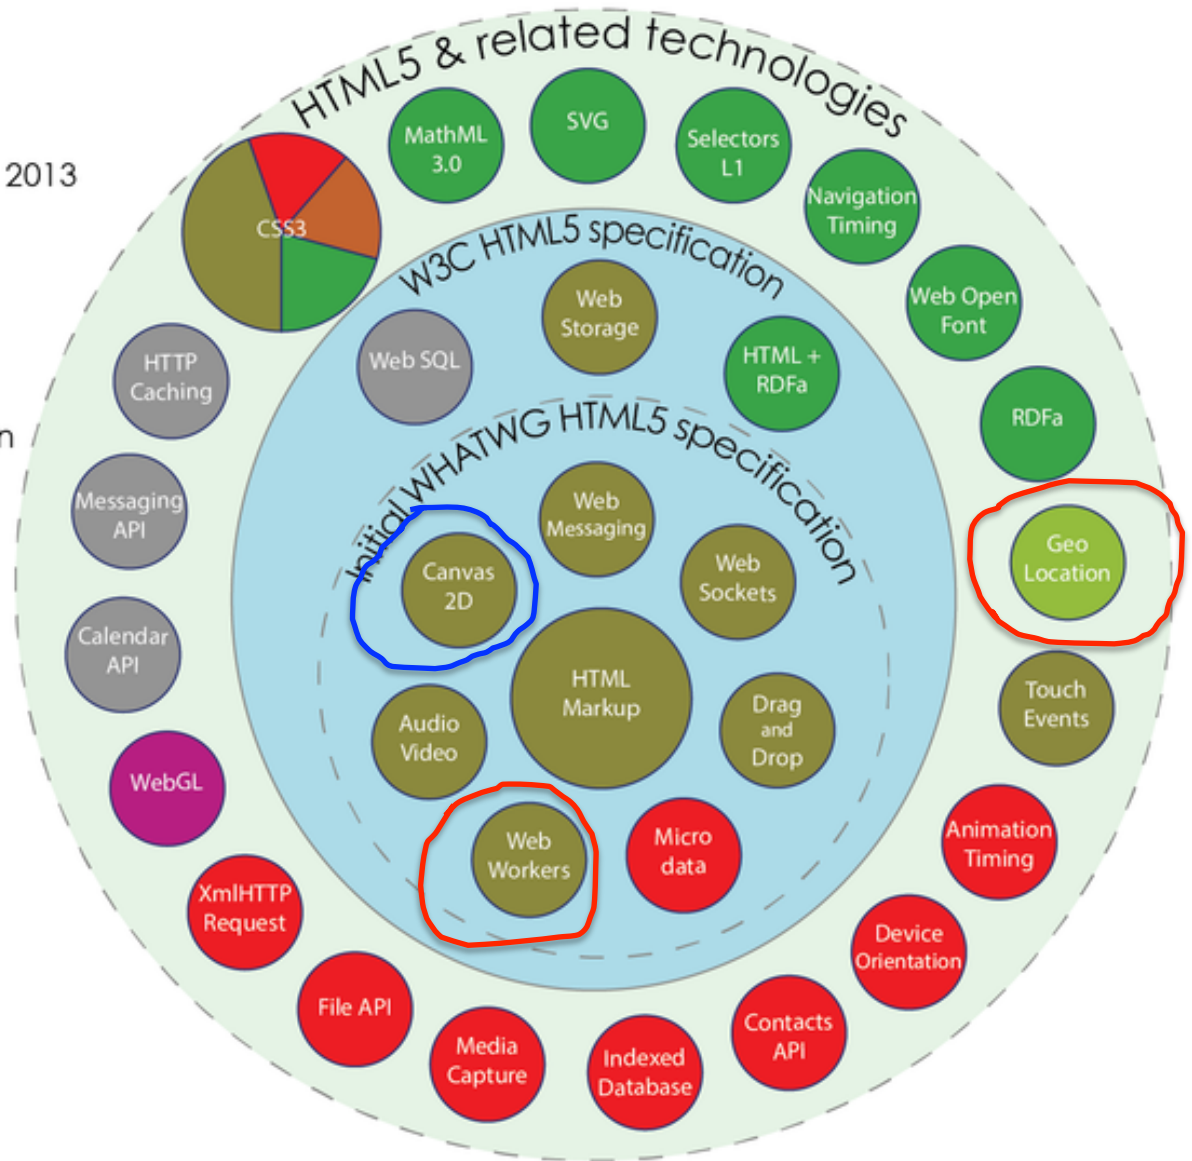 HTML5 & related technologies
2013
n
MathML
3.0
SVG
Selectors
L1
Navigation
Timing
CSS3
Web Open
Font
W3C HTML5 specification
Web
Storage
Web SQL
HTML +
RDFa
HTTP
Caching
RDFa
Initial WHATWG HTML5 specification
Messaging
API
Web
Messaging
Canvas
2D
Web
Sockets
Geo
Location
Calendar
API
HTML
Markup
Audio
Video
Drag
and
Drop
Touch
Events
WebGL
Web
Workers
Micro
data
Animation
Timing
XmlHTTP
Request
Device
Orientation
File API
Media
Capture
Indexed
Database
Contacts
API